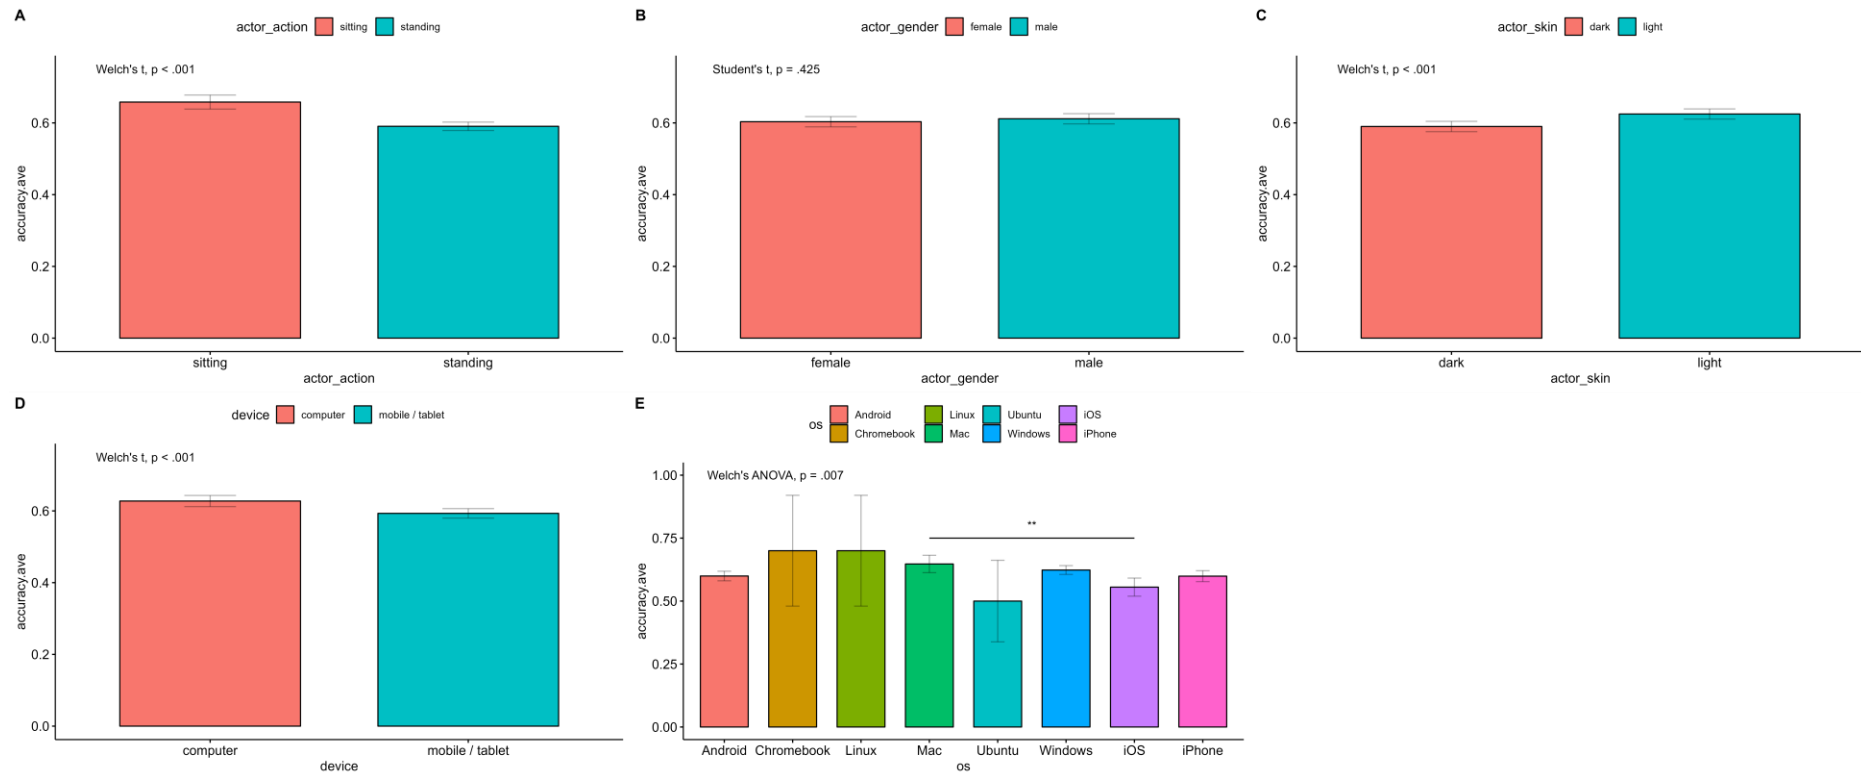 A
actor_action sitting standing
Welch's t, p < .001
0.6
0.4
0.2
0.0
accuracy.ave
sitting standing
actor_action
B
actor_gender female male
Student's t, p = .425
0.6
0.4
0.2
0.0
accuracy.ave
female male
actor_gender
C
actor_skin dark light
Welch's t, p < .001
0.6
0.4
0.2
0.0
accuracy.ave
dark light
actor_skin
D
device computer mobile / tablet
Welch's t, p < .001
0.6
0.4
0.2
0.0
accuracy.ave
computer mobile / tablet
device
E
os
Android Linux Ubuntu iOS
Chromebook Mac Windows iPhone
Welch's ANOVA, p = .007
**
1.00
0.75
0.50
0.25
0.00
accuracy.ave
Android Chromebook Linux Mac Ubuntu Windows iOS iPhone
os